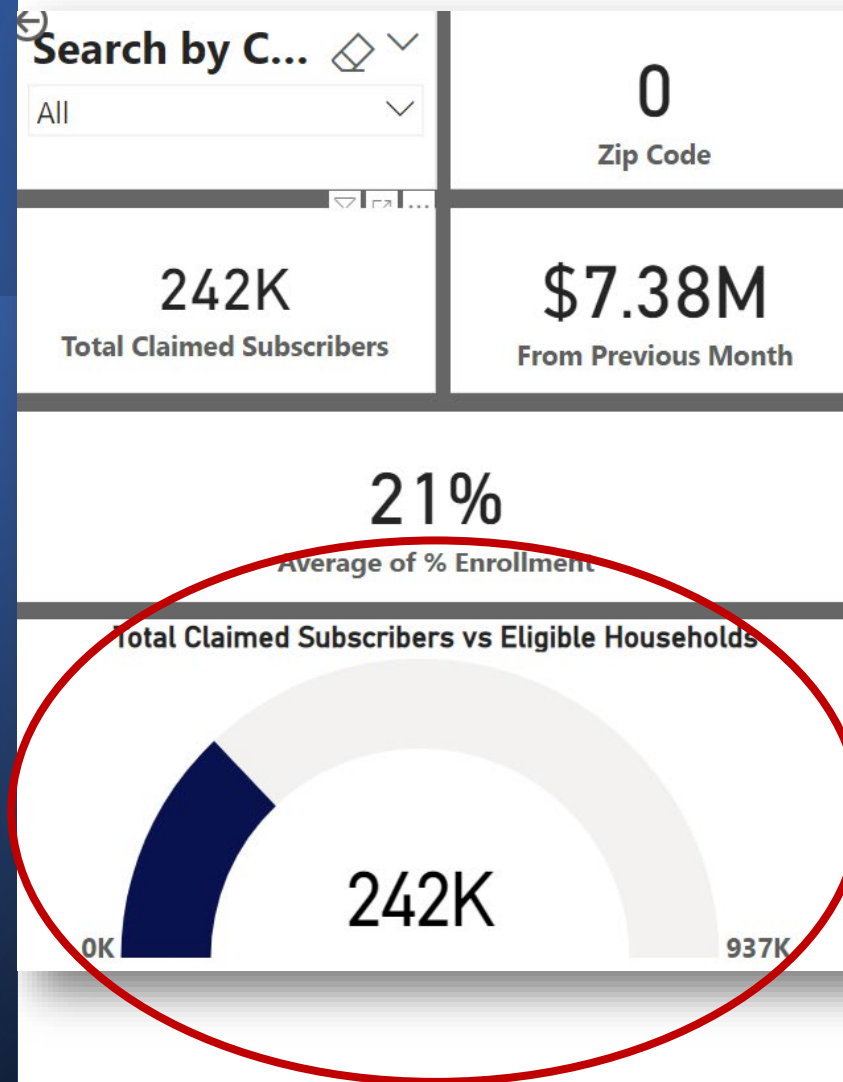 Search by C...
All
0
Zip Code
242K
Total Claimed Subscribers
$7.38M
From Previous Month
21%
Average of % Enrollment
Total Claimed Subscribers vs Eligible Households
242K
0K
937K